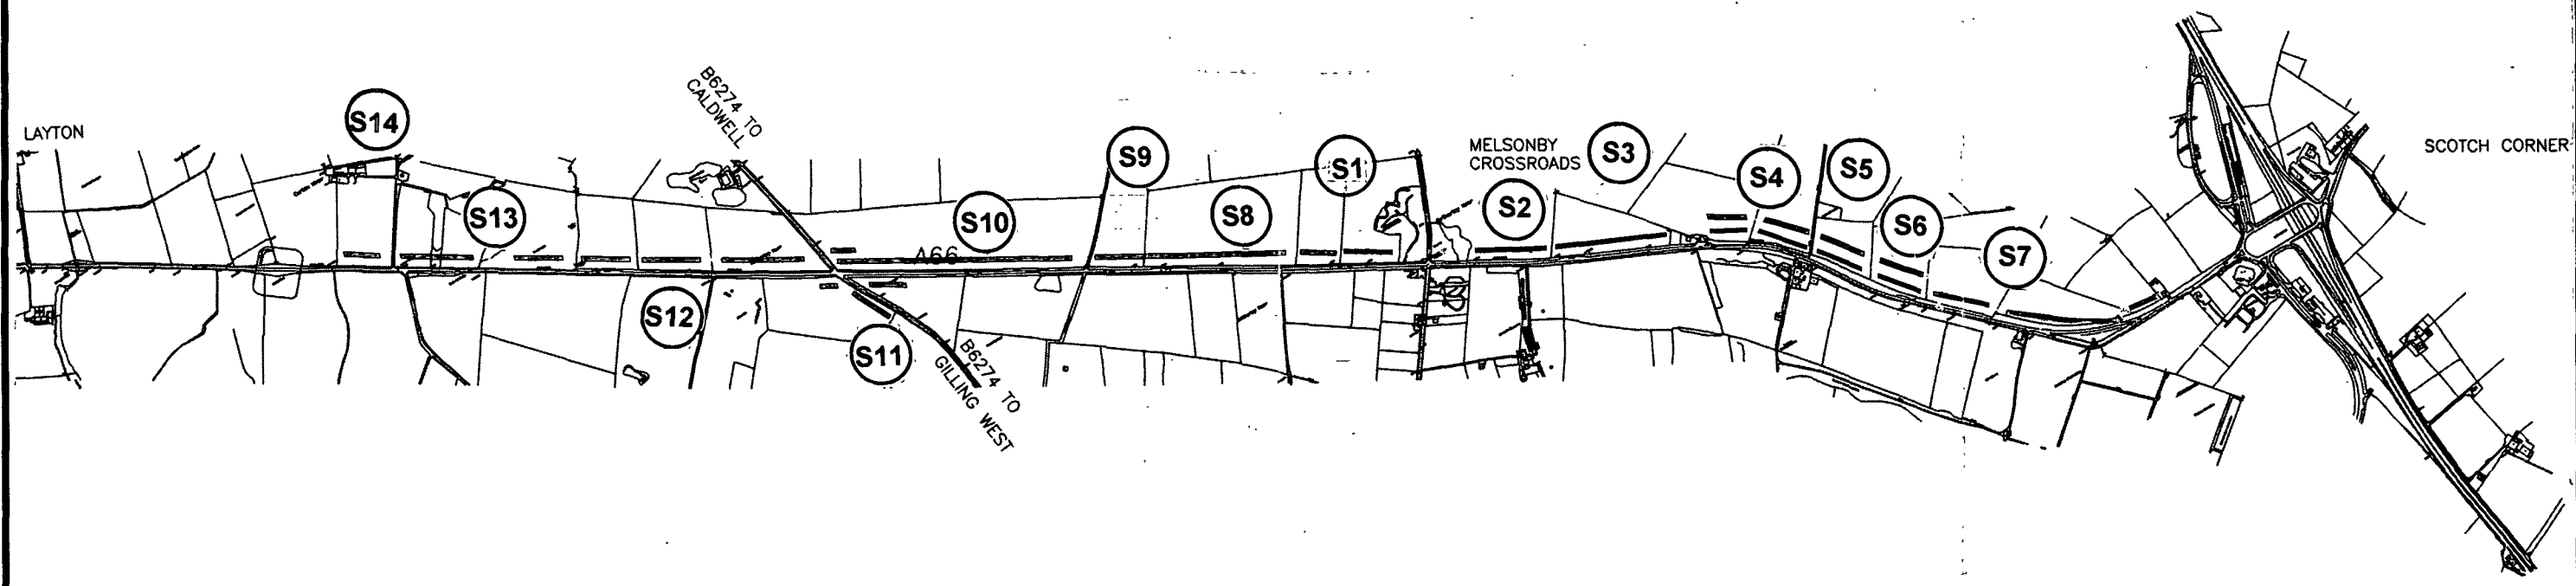 LAYTON
S14
B6274 TO
CALDWELL
S13
S12
S10
A66
S11
B6274 TO
GILLING WEST
S9
S8
S1
MELSONBY
CROSSROADS
S2
S3
S4
S5
S6
S7
SCOTCH CORNER